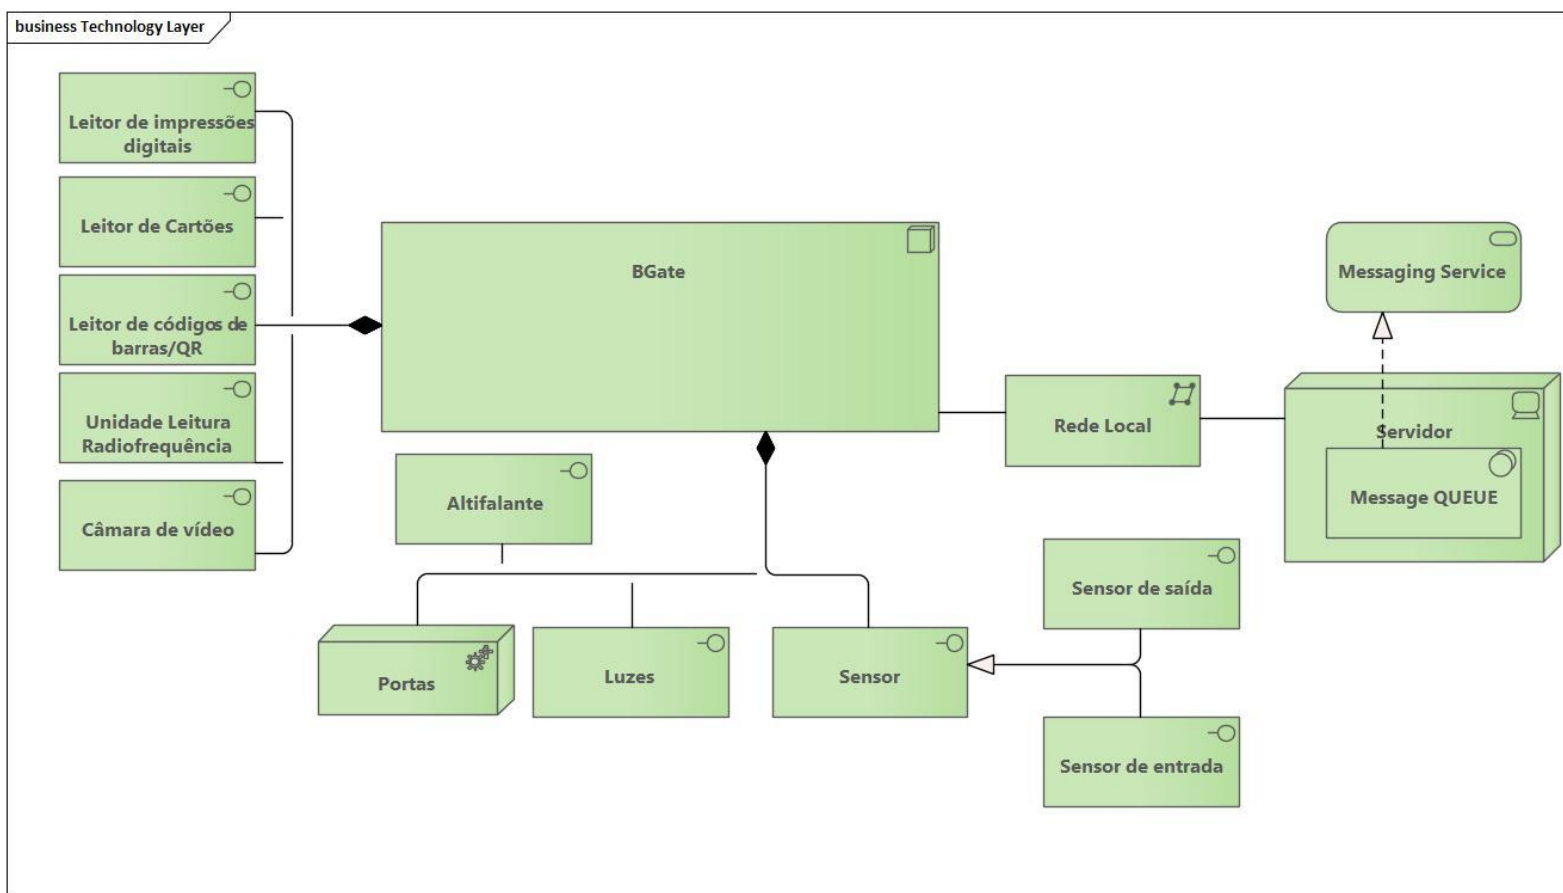 business Technology Layer
Leitor de impressões
digitais
Leitor de Cartões
Leitor de códigos de
barras/QR
Unidade Leitura
Radiofrequência
Câmara de vídeo
BGate
Altifalante
Portas
Luzes
Sensor
Sensor de saída
Sensor de entrada
Rede Local
Messaging Service
Servidor
Message QUEUE